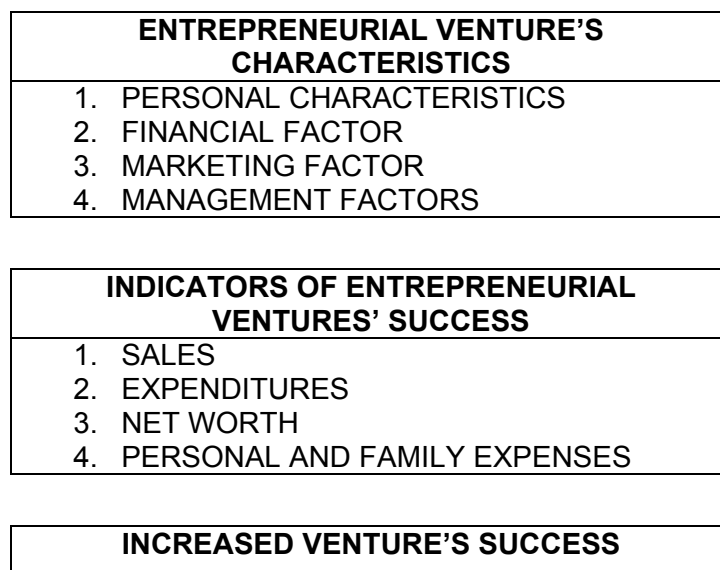 ENTREPRENEURIAL VENTURE’S
CHARACTERISTICS
1. PERSONAL CHARACTERISTICS
2. FINANCIAL FACTOR
3. MARKETING FACTOR
4. MANAGEMENT FACTORS
INDICATORS OF ENTREPRENEURIAL
VENTURES’ SUCCESS
1. SALES
2. EXPENDITURES
3. NET WORTH
4. PERSONAL AND FAMILY EXPENSES
INCREASED VENTURE’S SUCCESS